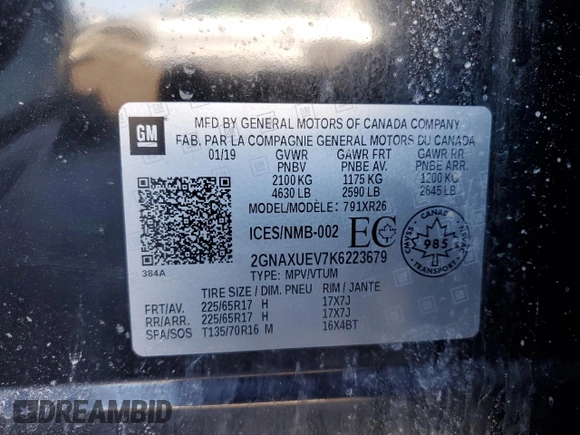 GM
MFD BY GENERAL MOTORS OF CANADA COMPANY
FAB. PAR LA COMPAGNIE GENERAL MOTORS DU CANADA
01/19 GVWR GAWR FRT GAWR RR
PNBV PNBE AV. PNBE ARR.
2100 KG 1175 KG 1200 KG
4630 LB 2590 LB 2645 LB
MODEL/MODÈLE: 791XR26
ICES/NMB-002 EC
2GNAXUEV7K6223679
TYPE: MPV/VTUM
384A
CANADA
985
TRANSPORT
TIRE SIZE / DIM. PNEU RIM / JANTE
FRT/AV. 225/65R17 H 17X7J
RR/ARR. 225/65R17 H 17X7J
SPA/SOS T135/70R16 M 16X4BT
DREAMBID